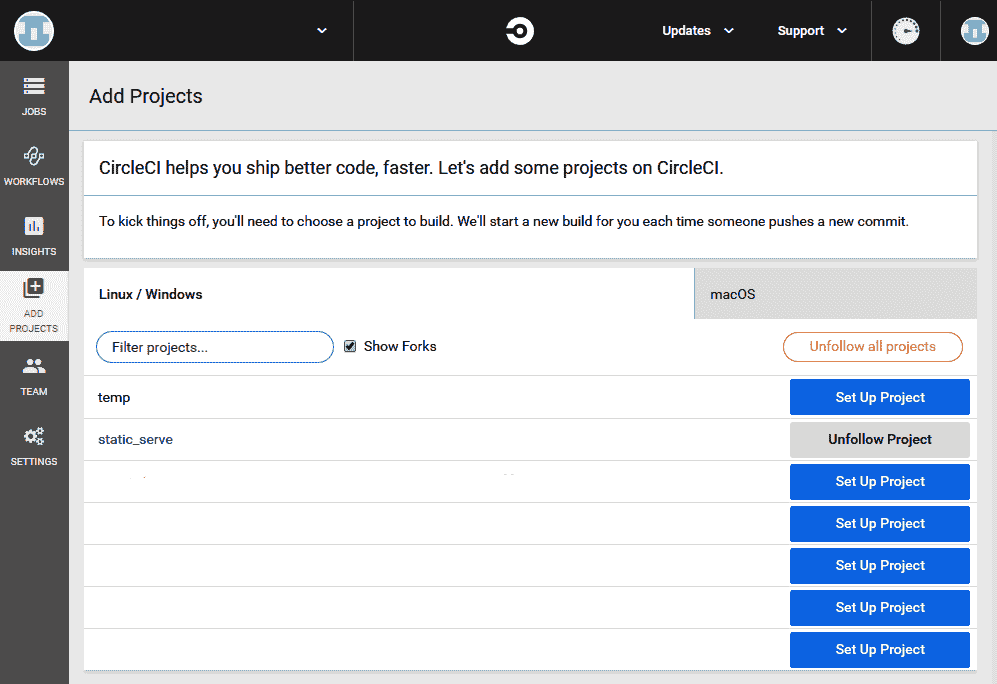 Updates
Support
JOBS
WORKFLOWS
INSIGHTS
ADD
PROJECTS
TEAM
SETTINGS
Add Projects
CircleCI helps you ship better code, faster. Let's add some projects on CircleCI.
To kick things off, you'll need to choose a project to build. We'll start a new build for you each time someone pushes a new commit.
Linux / Windows
macOS
Filter projects...
Show Forks
Unfollow all projects
temp
Set Up Project
static_serve
Unfollow Project
Set Up Project
Set Up Project
Set Up Project
Set Up Project
Set Up Project